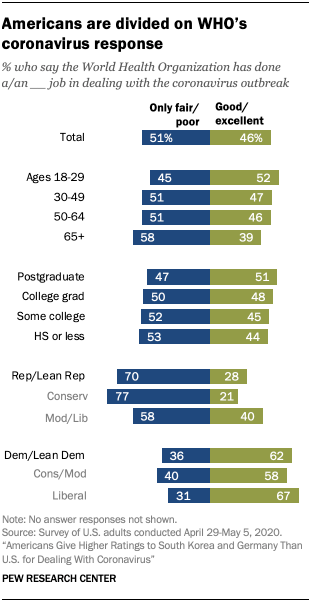 Americans are divided on WHO's
coronavirus response
% who say the World Health Organization has done
a/an __ job in dealing with the coronavirus outbreak
Only fair/ Good/
poor excellent
Total 51% 46%
Ages 18-29 45 52
30-49 51 47
50-64 51 46
65+ 58 39
Postgraduate 47 51
College grad 50 48
Some college 52 45
HS or less 53 44
Rep/Lean Rep 70 28
Conserv 77 21
Mod/Lib 58 40
Dem/Lean Dem 36 62
Cons/Mod 40 58
Liberal 31 67
Note: No answer responses not shown.
Source: Survey of U.S. adults conducted April 29-May 5, 2020.
"Americans Give Higher Ratings to South Korea and Germany Than
U.S. for Dealing With Coronavirus"
PEW RESEARCH CENTER